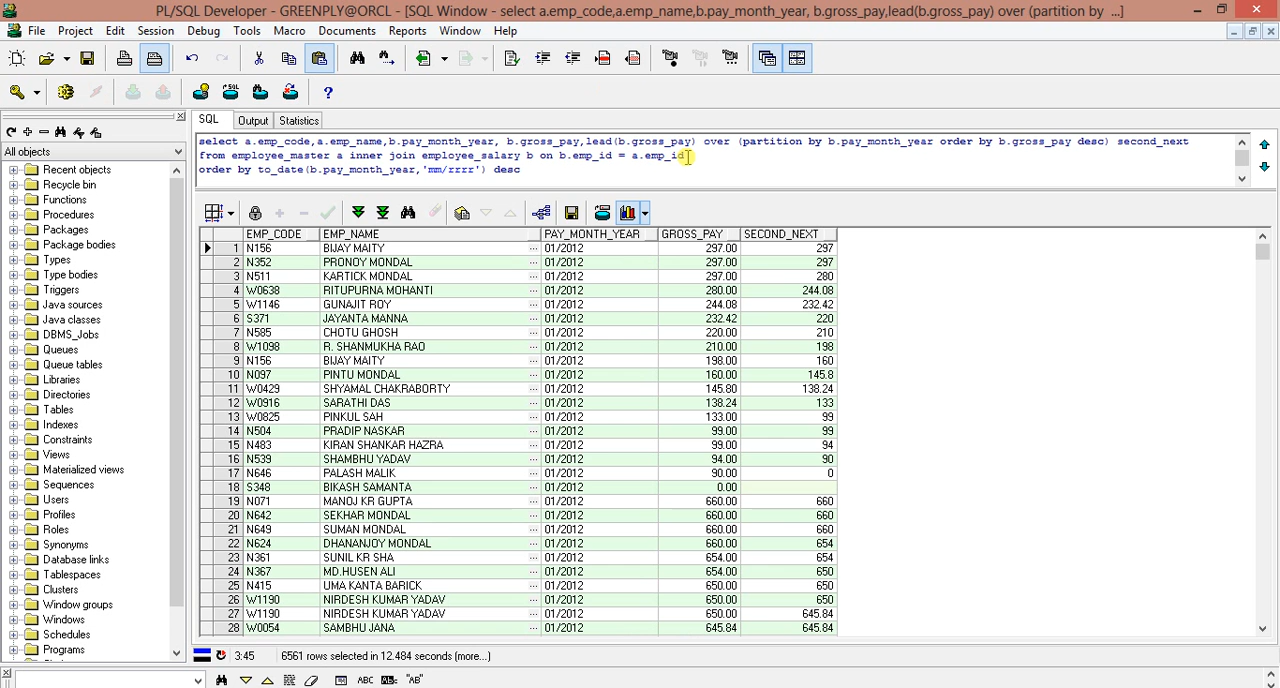 PL/SQL Developer - GREENPLY@ORCL - [SQL Window - select a.emp_code,a.emp_name,b.pay_month_year, b.gross_pay,lead(b.gross_pay) over (partition by ...]
File Project Edit Session Debug Tools Macro Documents Reports Window Help
SQL Output Statistics
select a.emp_code,a.emp_name,b.pay_month_year, b.gross_pay,lead(b.gross_pay) over (partition by b.pay_month_year order by b.gross_pay desc) second_next
from employee_master a inner join employee_salary b on b.emp_id = a.emp_id
order by to_date(b.pay_month_year,'mm/rrrr') desc
All objects
Recent objects
Recycle bin
Functions
Procedures
Packages
Package bodies
Types
Type bodies
Triggers
Java sources
Java classes
DBMS_Jobs
Queues
Queue tables
Libraries
Directories
Tables
Indexes
Constraints
Views
Materialized views
Sequences
Users
Profiles
Roles
Synonyms
Database links
Tablespaces
Clusters
Window groups
Windows
Schedules
Programs
EMP_CODE EMP_NAME PAY_MONTH_YEAR GROSS_PAY SECOND_NEXT
1 N156 BIJAY MAITY ... 01/2012 297.00 297
2 N352 PRONOY MONDAL ... 01/2012 297.00 297
3 N511 KARTICK MONDAL ... 01/2012 297.00 280
4 W0638 RITUPURNA MOHANTI ... 01/2012 280.00 244.08
5 W1146 GUNAJIT ROY ... 01/2012 244.08 232.42
6 S371 JAYANTA MANNA ... 01/2012 232.42 220
7 N585 CHOTU GHOSH ... 01/2012 220.00 210
8 W1098 R. SHANMUKHA RAO ... 01/2012 210.00 198
9 N156 BIJAY MAITY ... 01/2012 198.00 160
10 N097 PINTU MONDAL ... 01/2012 160.00 145.8
11 W0429 SHYAMAL CHAKRABORTY ... 01/2012 145.80 138.24
12 W0916 SARATHI DAS ... 01/2012 138.24 133
13 W0825 PINKUL SAH ... 01/2012 133.00 99
14 N504 PRADIP NASKAR ... 01/2012 99.00 99
15 N483 KIRAN SHANKAR HAZRA ... 01/2012 99.00 94
16 N539 SHAMBHU YADAV ... 01/2012 94.00 90
17 N646 PALASH MALIK ... 01/2012 90.00 0
18 S348 BIKASH SAMANTA ... 01/2012 0.00
19 N071 MANOJ KR GUPTA ... 01/2012 660.00 660
20 N642 SEKHAR MONDAL ... 01/2012 660.00 660
21 N649 SUMAN MONDAL ... 01/2012 660.00 660
22 N624 DHANANJOY MONDAL ... 01/2012 660.00 654
23 N361 SUNIL KR SHA ... 01/2012 654.00 654
24 N367 MD.HUSEN ALI ... 01/2012 654.00 650
25 N415 UMA KANTA BARICK ... 01/2012 650.00 650
26 W1190 NIRDESH KUMAR YADAV ... 01/2012 650.00 650
27 W1190 NIRDESH KUMAR YADAV ... 01/2012 650.00 645.84
28 W0054 SAMBHU JANA ... 01/2012 645.84 645.84
3:45 6561 rows selected in 12.484 seconds (more...)
ABC "AB"